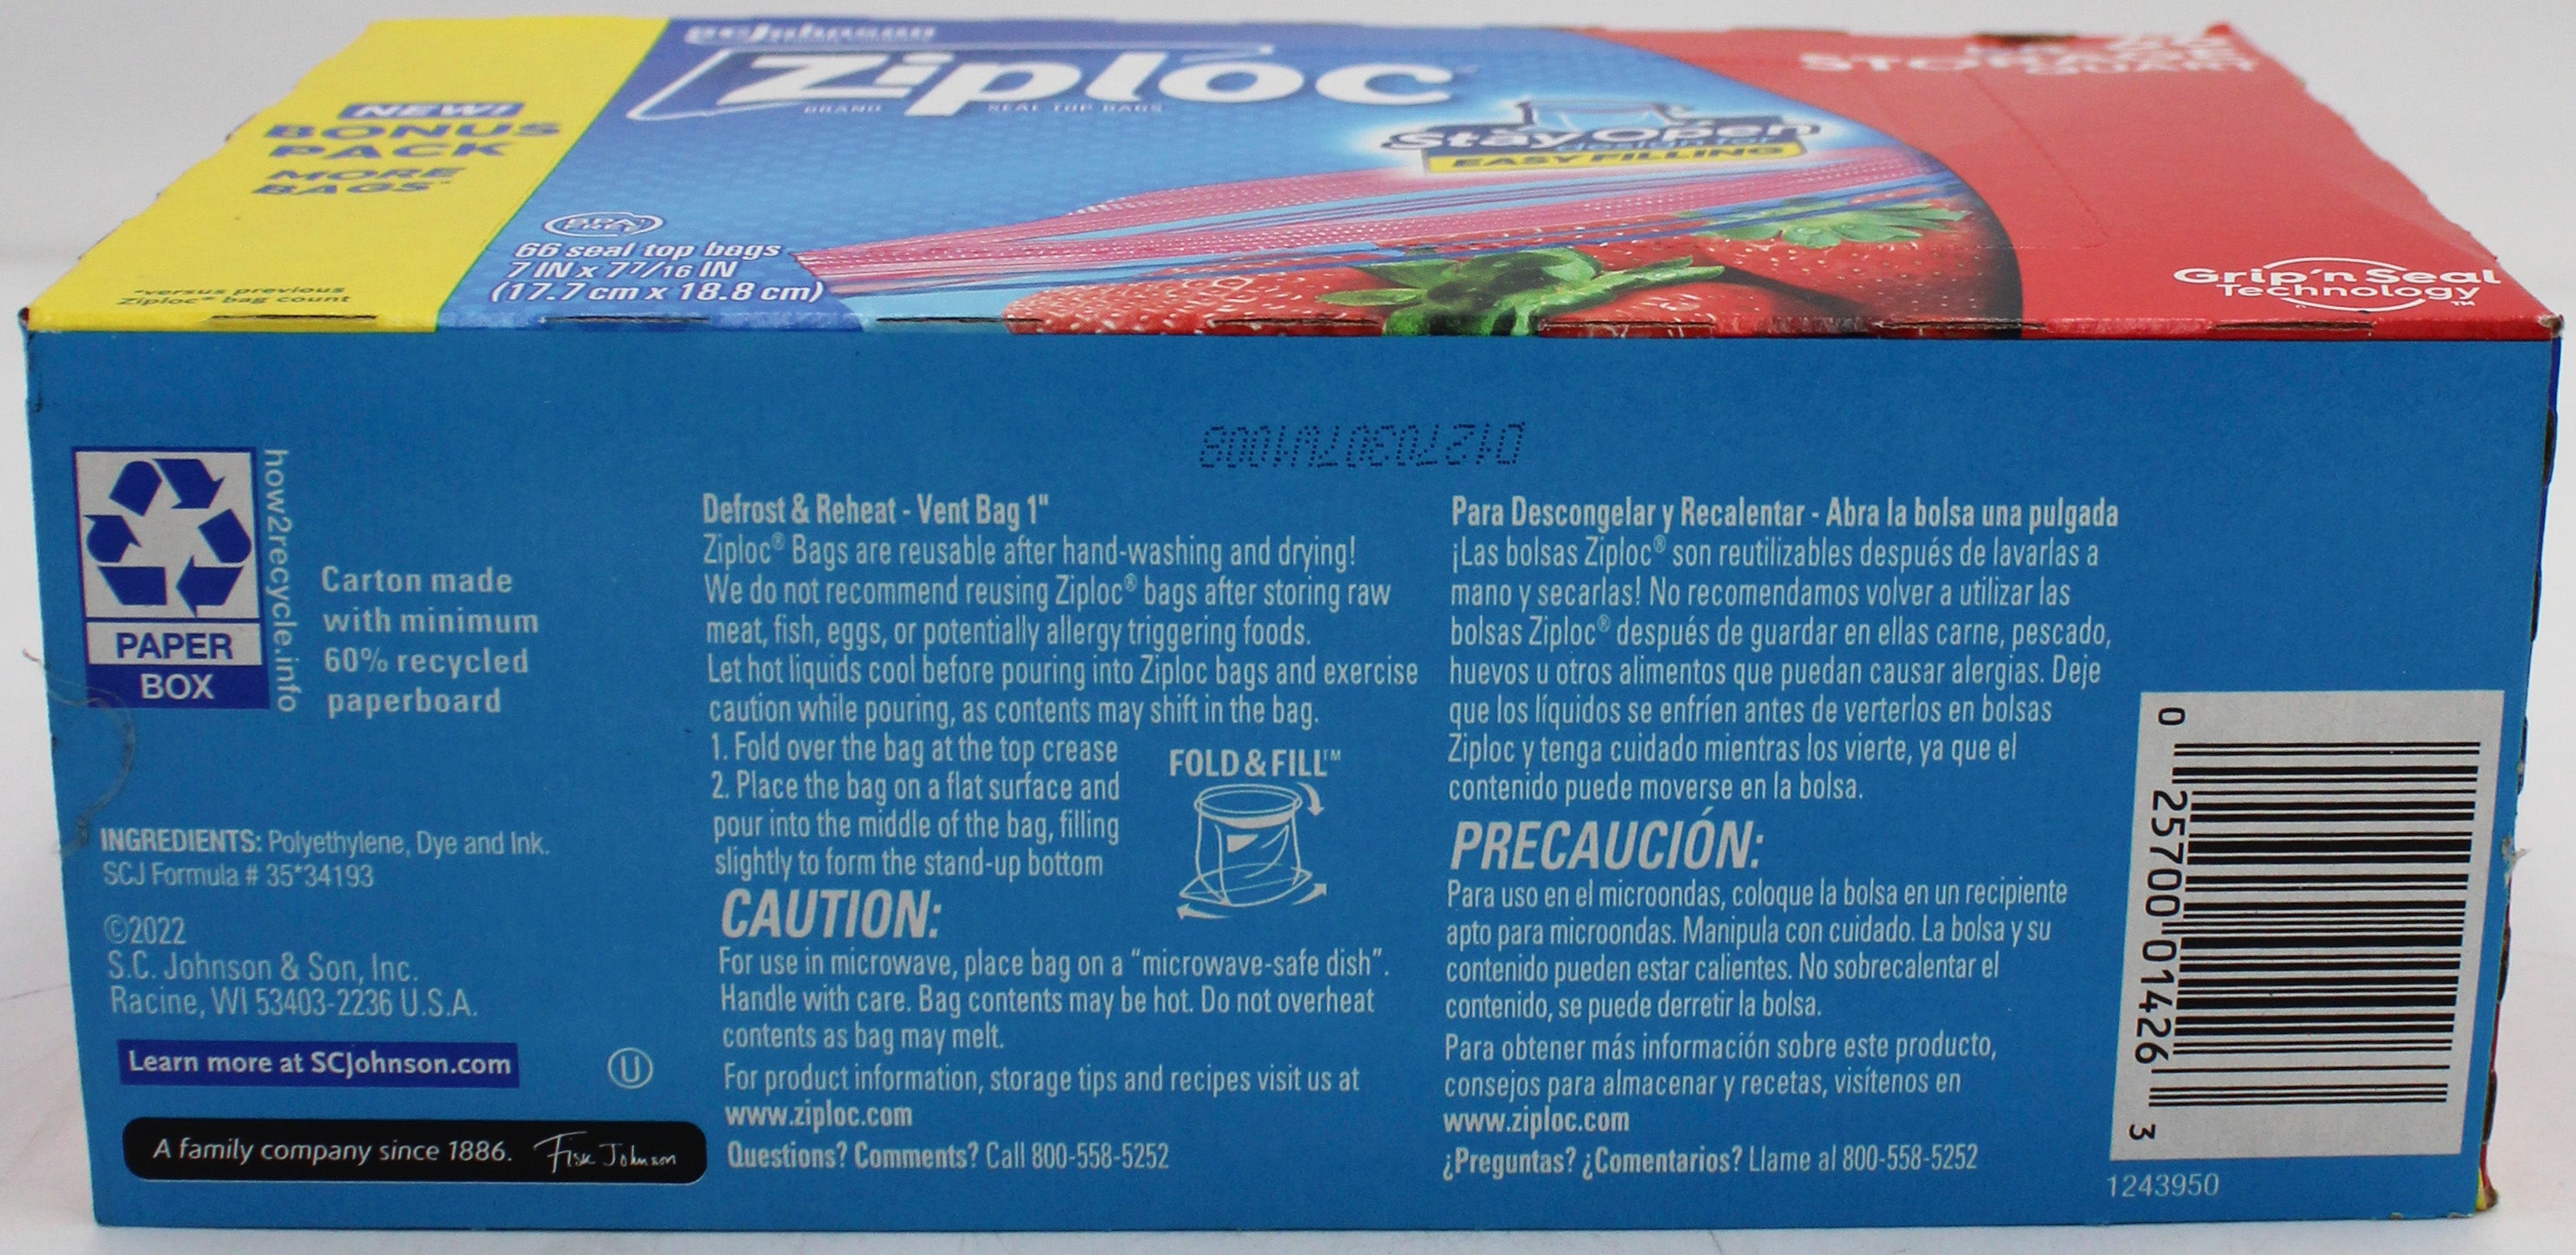 scJohnson
Ziploc
BRAND SEAL TOP BAGS
NEW!
BONUS
PACK
MORE
BAGS*
*versus previous
Ziploc® bag count
BPA
FREE
66 seal top bags
7 IN x 7 7/16 IN
(17.7 cm x 18.8 cm)
Stay Open
design for
EASY FILLING
STORAGE
QUART
Grip'n Seal
Technology™
PAPER
BOX
how2recycle.info
Carton made
with minimum
60% recycled
paperboard
INGREDIENTS: Polyethylene, Dye and Ink.
SCJ Formula # 35*34193
©2022
S.C. Johnson & Son, Inc.
Racine, WI 53403-2236 U.S.A.
Learn more at SCJohnson.com
U
A family company since 1886. Fisk Johnson
Defrost & Reheat - Vent Bag 1"
Ziploc® Bags are reusable after hand-washing and drying!
We do not recommend reusing Ziploc® bags after storing raw
meat, fish, eggs, or potentially allergy triggering foods.
Let hot liquids cool before pouring into Ziploc bags and exercise
caution while pouring, as contents may shift in the bag.
1. Fold over the bag at the top crease
2. Place the bag on a flat surface and
pour into the middle of the bag, filling
slightly to form the stand-up bottom
FOLD & FILL™
CAUTION:
For use in microwave, place bag on a “microwave-safe dish”.
Handle with care. Bag contents may be hot. Do not overheat
contents as bag may melt.
For product information, storage tips and recipes visit us at
www.ziploc.com
Questions? Comments? Call 800-558-5252
Para Descongelar y Recalentar - Abra la bolsa una pulgada
¡Las bolsas Ziploc® son reutilizables después de lavarlas a
mano y secarlas! No recomendamos volver a utilizar las
bolsas Ziploc® después de guardar en ellas carne, pescado,
huevos u otros alimentos que puedan causar alergias. Deje
que los líquidos se enfríen antes de verterlos en bolsas
Ziploc y tenga cuidado mientras los vierte, ya que el
contenido puede moverse en la bolsa.
PRECAUCIÓN:
Para uso en el microondas, coloque la bolsa en un recipiente
apto para microondas. Manipula con cuidado. La bolsa y su
contenido pueden estar calientes. No sobrecalentar el
contenido, se puede derretir la bolsa.
Para obtener más información sobre este producto,
consejos para almacenar y recetas, visítenos en
www.ziploc.com
¿Preguntas? ¿Comentarios? Llame al 800-558-5252
0 25700 01426 3
1243950